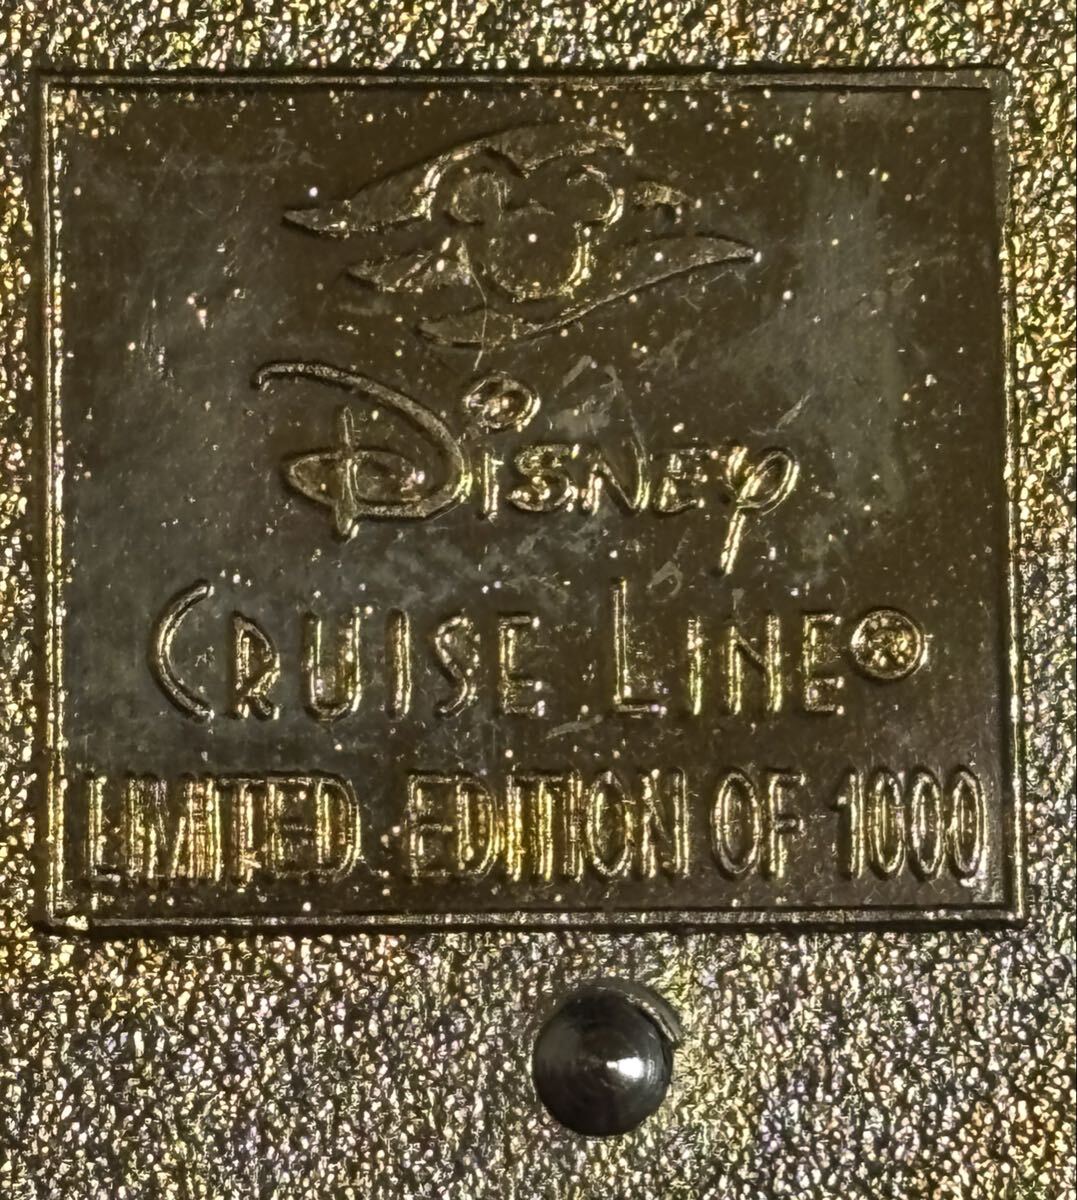 Disney
Cruise Line®
LIMITED EDITION OF 1000